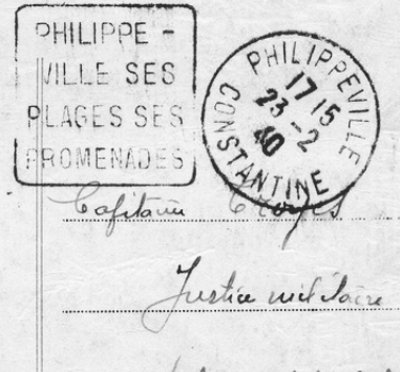 PHILIPPE -
VILLE SES
PLAGES SES
PROMENADES
PHILIPPEVILLE
17 15
23 - 2
40
CONSTANTINE
Capitaine
Justice militaire